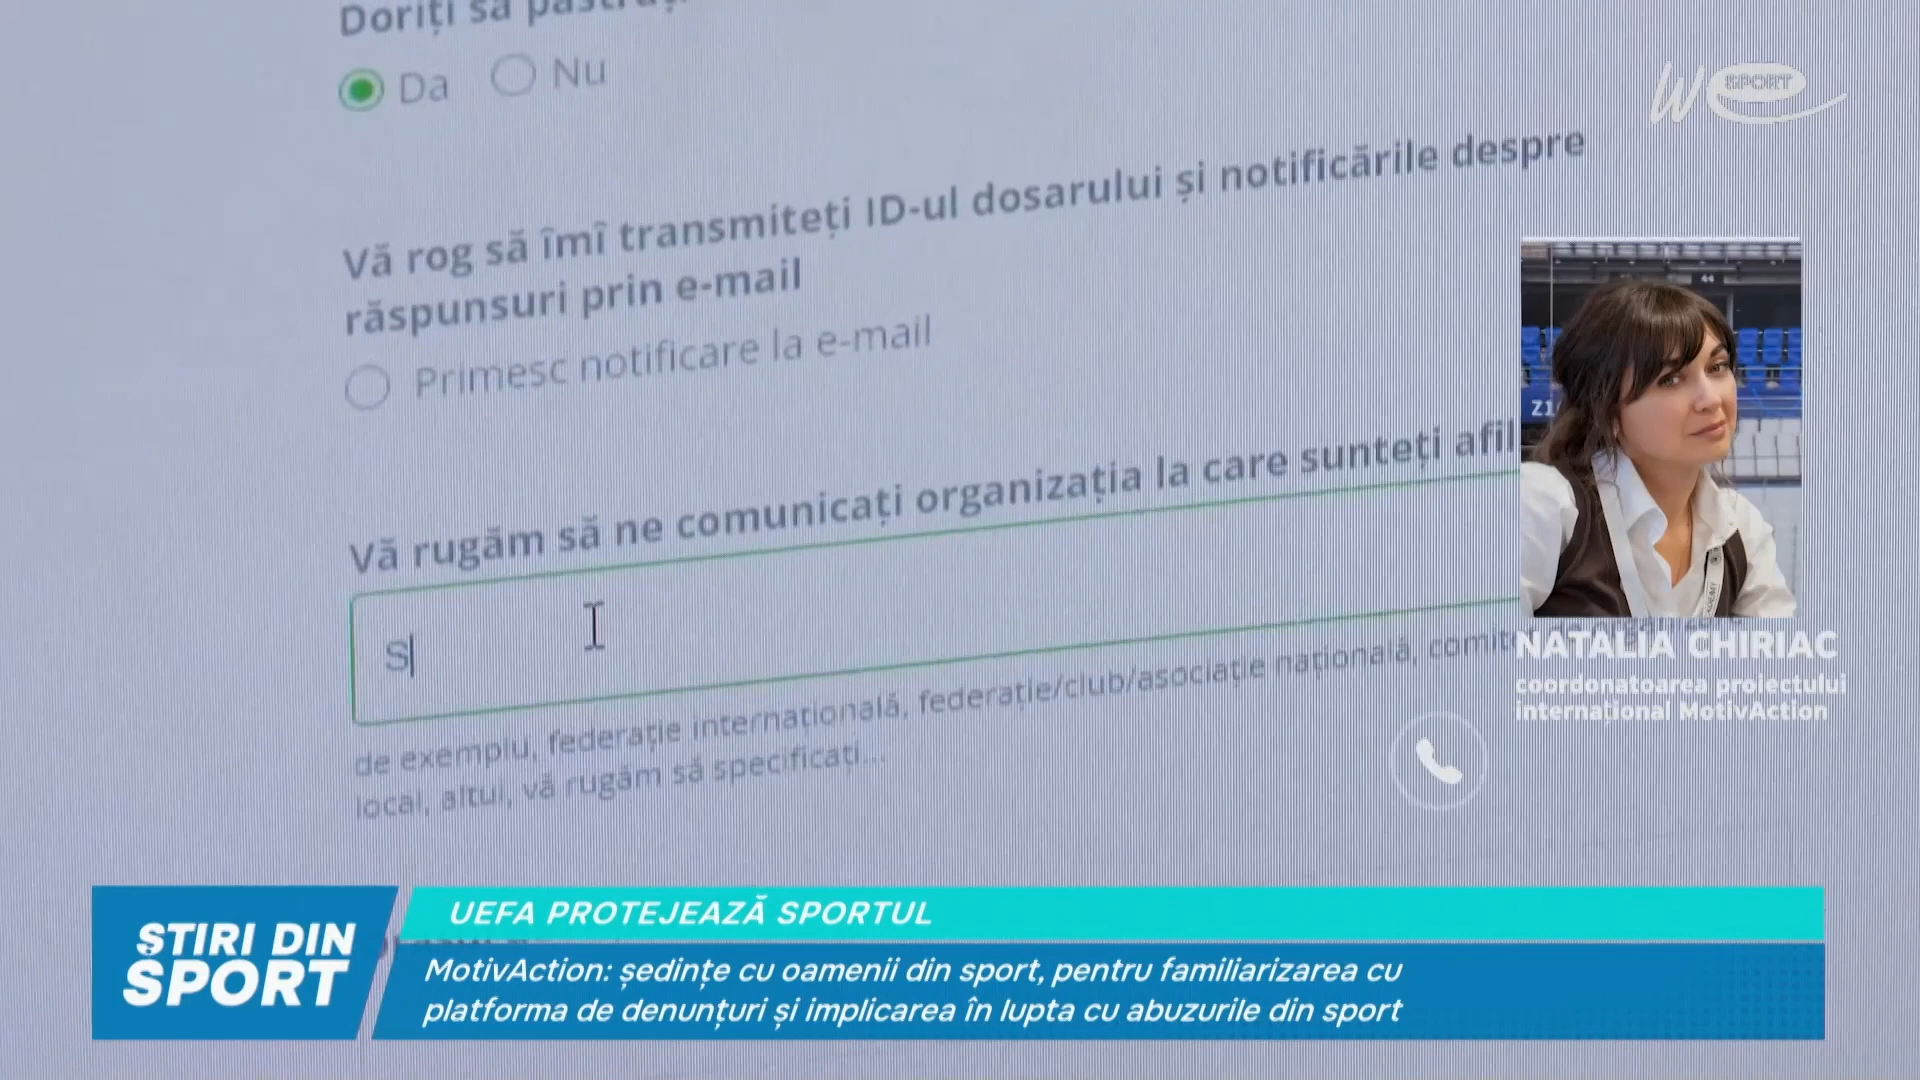 Doriți să
Da
Nu
WE SPORT
Vă rog să îmi transmiteți ID-ul dosarului și notificările despre
răspunsuri prin e-mail
Primesc notificare la e-mail
Vă rugăm să ne comunicați organizația la care sunteți afil
S
de exemplu, federație internațională, federație/club/asociație națională,
local, altul, vă rugăm să specificați...
44
Z1
NATALIA CHIRIAC
coordonatoarea proiectului
internațional MotivAction
ȘTIRI DIN
SPORT
UEFA PROTEJEAZĂ SPORTUL
MotivAction: ședințe cu oamenii din sport, pentru familiarizarea cu
platforma de denunțuri și implicarea în lupta cu abuzurile din sport